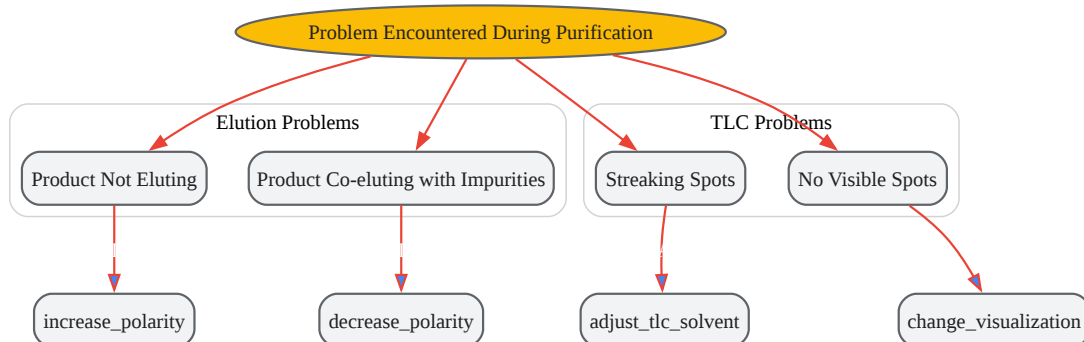 Problem Encountered During Purification
Elution Problems
TLC Problems
Product Not Eluting
Product Co-eluting with Impurities
Streaking Spots
No Visible Spots
increase_polarity
decrease_polarity
adjust_tlc_solvent
change_visualization